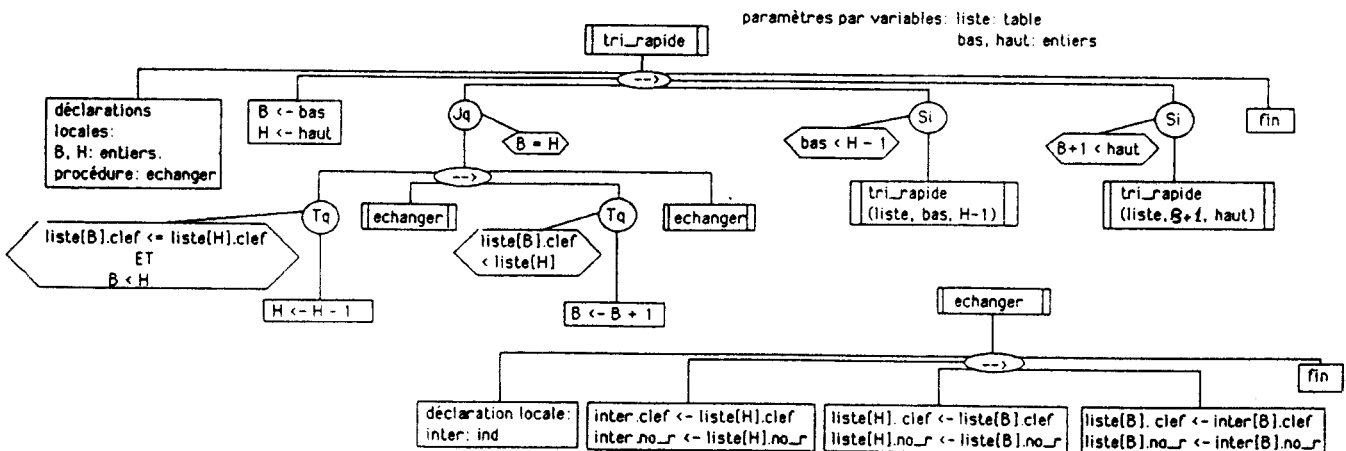 paramètres par variables: liste: table
bas, haut: entiers
tri_rapide
-->
déclarations
locales:
B, H: entiers.
procédure: echanger
B <- bas
H <- haut
Jq
B = H
Si
bas < H - 1
Si
B+1 < haut
fin
-->
tri_rapide
(liste, bas, H-1)
tri_rapide
(liste, B+1, haut)
Tq
liste[B].clef <= liste[H].clef
ET
B < H
echanger
Tq
liste[B].clef
< liste[H]
echanger
H <- H - 1
B <- B + 1
echanger
-->
fin
déclaration locale:
inter: ind
inter.clef <- liste[H].clef
inter.no_r <- liste[H].no_r
liste[H]. clef <- liste[B].clef
liste[H].no_r <- liste[B].no_r
liste[B]. clef <- inter[B].clef
liste[B].no_r <- inter[B].no_r